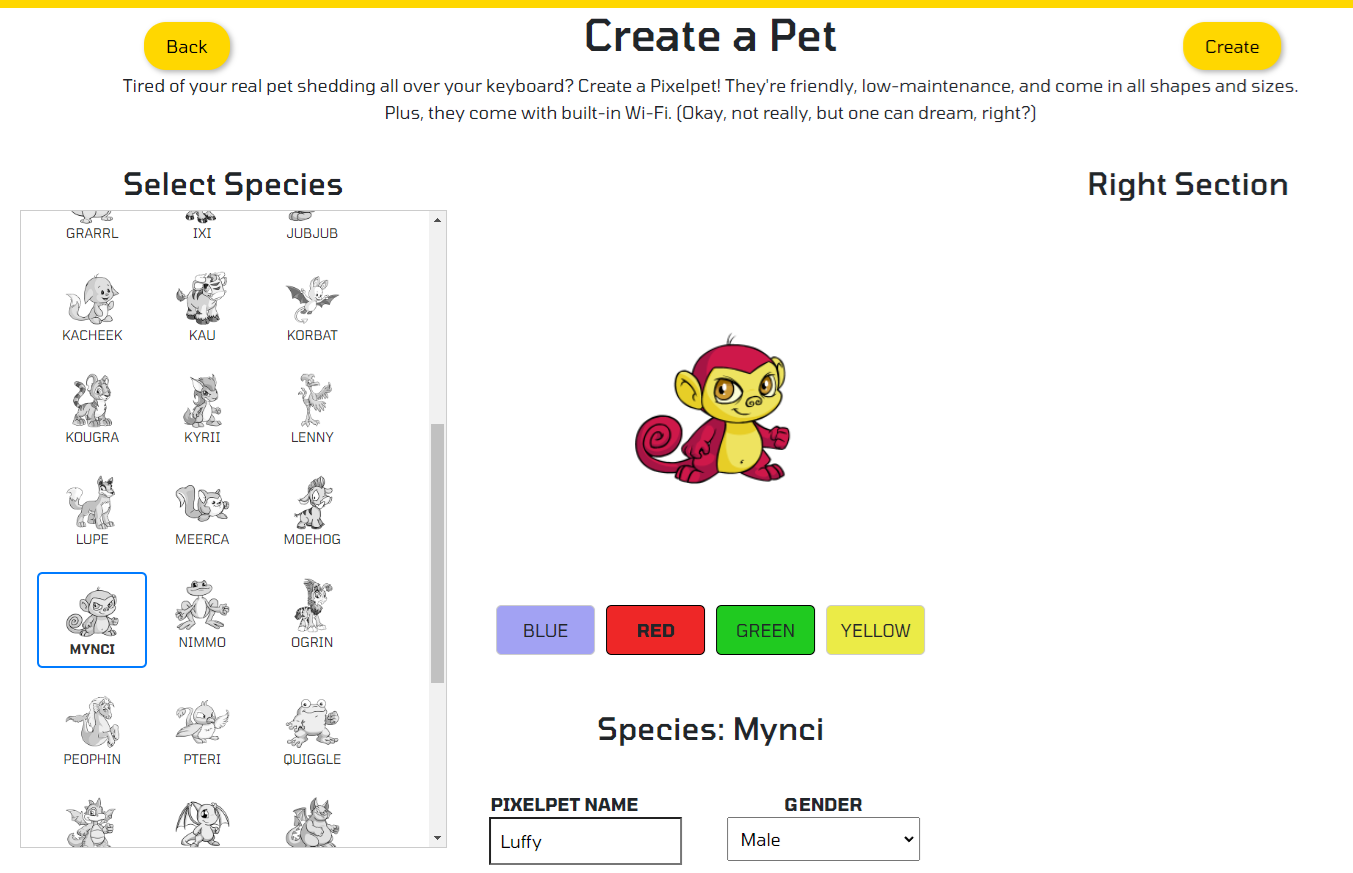 Back
Create a Pet
Create
Tired of your real pet shedding all over your keyboard? Create a Pixelpet! They're friendly, low-maintenance, and come in all shapes and sizes.
Plus, they come with built-in Wi-Fi. (Okay, not really, but one can dream, right?)
Select Species
Right Section
GRARRL IXI JUBJUB
KACHEEK KAU KORBAT
KOUGRA KYRII LENNY
LUPE MEERCA MOEHOG
MYNCI NIMMO OGRIN
PEOPHIN PTERI QUIGGLE
BLUE RED GREEN YELLOW
Species: Mynci
PIXELPET NAME GENDER
Luffy Male